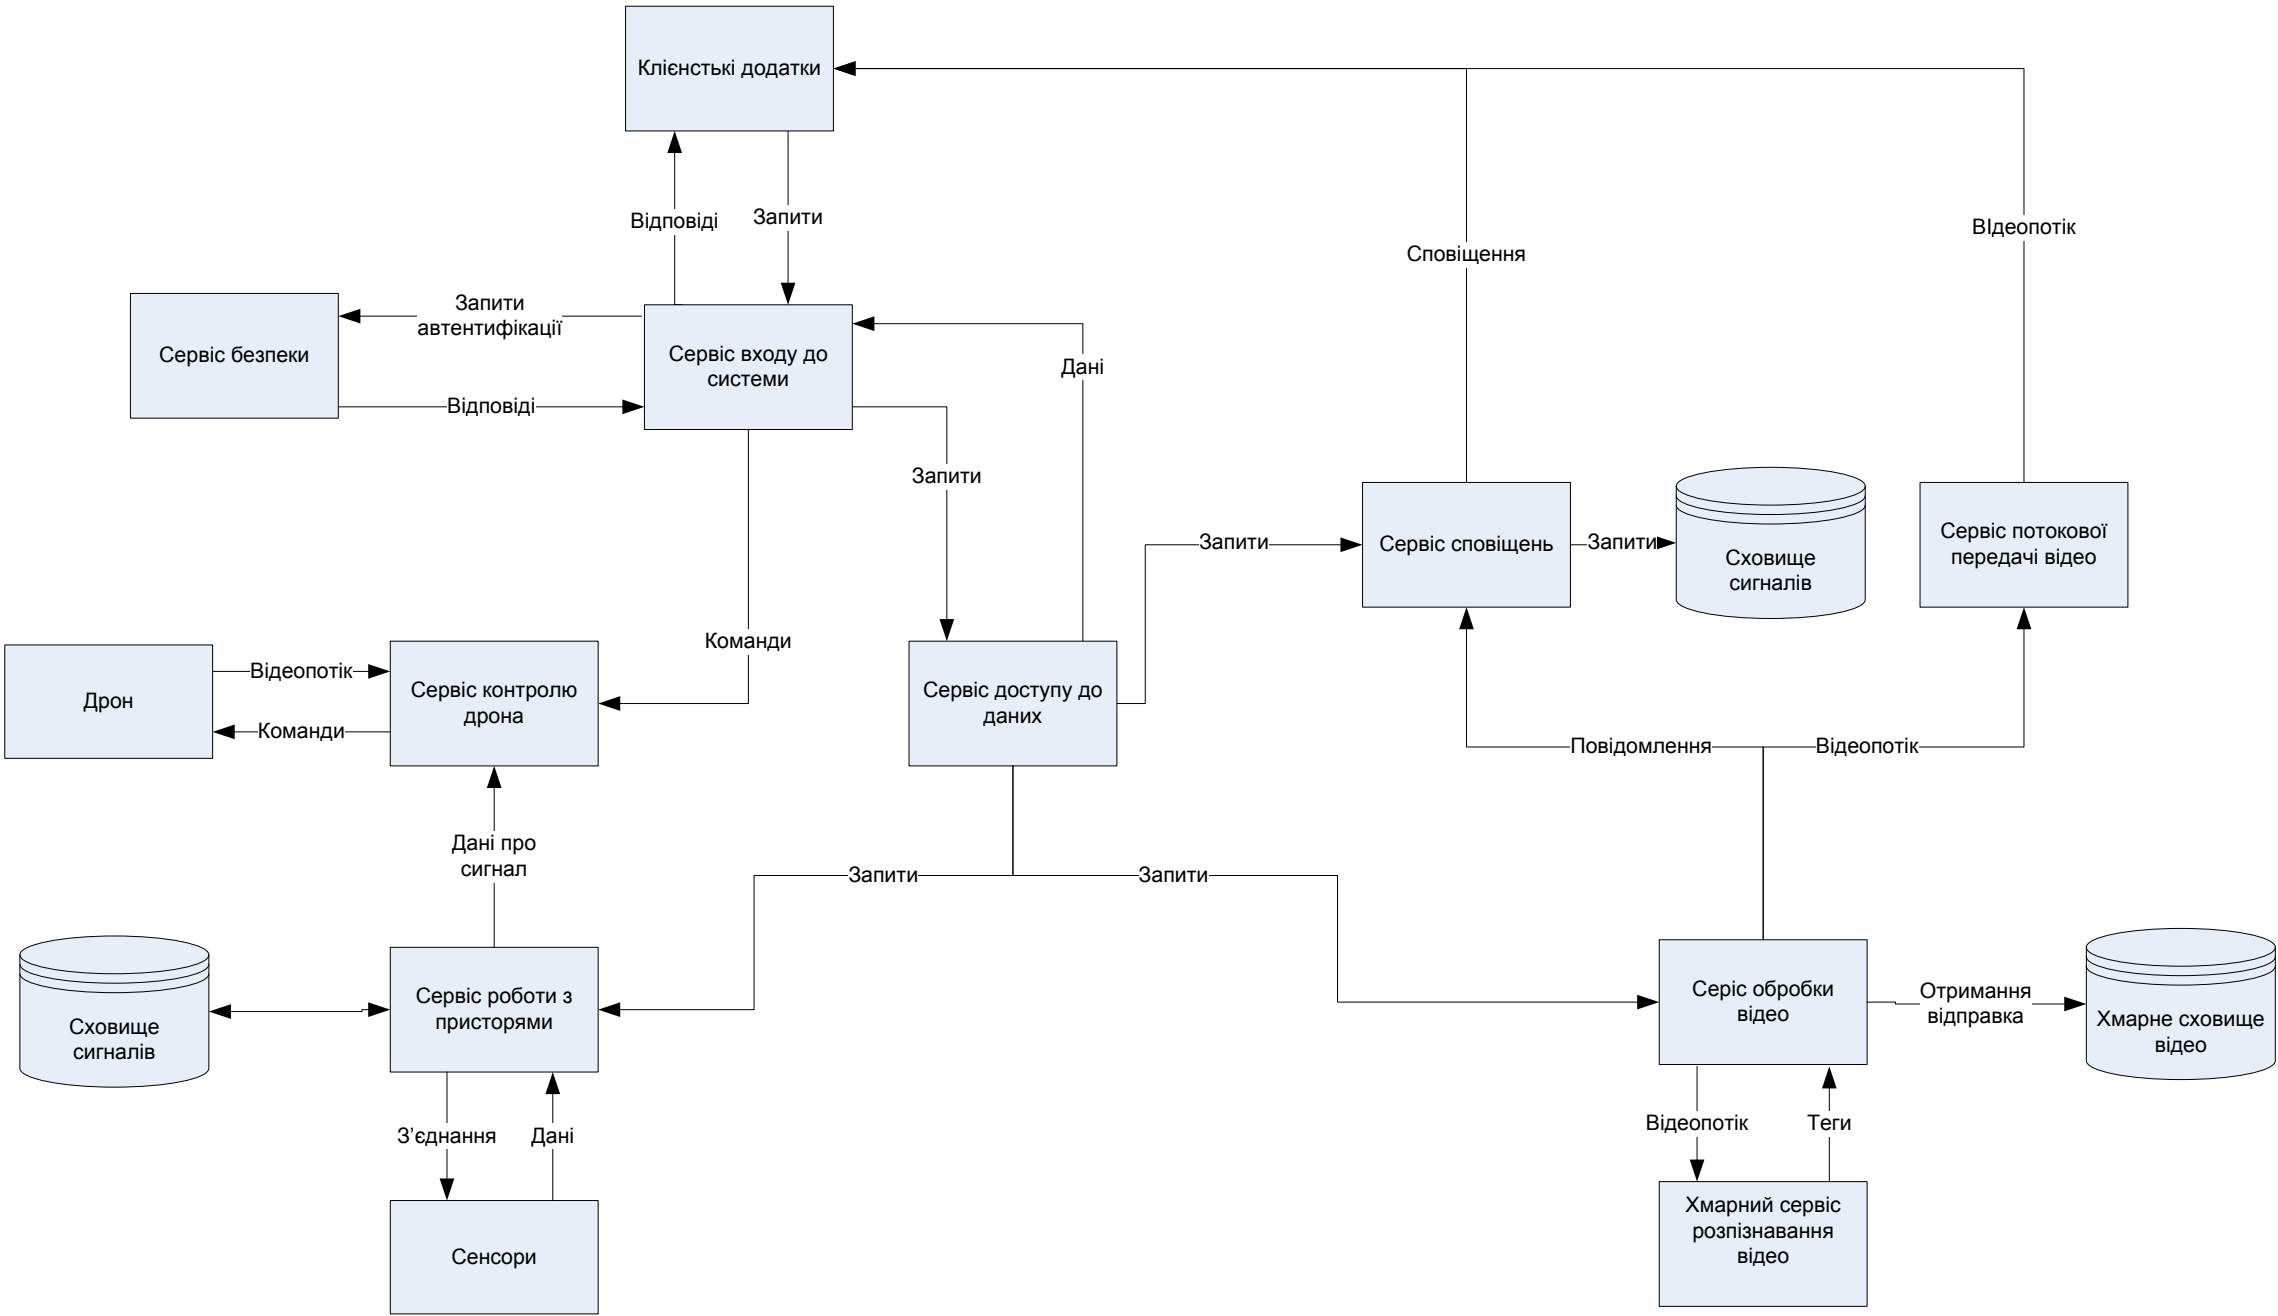 Клієнстькі додатки
Відповіді
Запити
ВІдеопотік
Сповіщення
Запити
автентифікації
Сервіс безпеки
Сервіс входу до
системи
Дані
Відповіді
Запити
Сервіс сповіщень
Запити
Запити
Сховище
сигналів
Сервіс потокової
передачі відео
Команди
Дрон
Відеопотік
Команди
Сервіс контролю
дрона
Сервіс доступу до
даних
Повідомлення
Відеопотік
Дані про
сигнал
Запити
Запити
Сховище
сигналів
Сервіс роботи з
присторями
Серіс обробки
відео
Отримання
відправка
Хмарне сховище
відео
З’єднання
Дані
Відеопотік
Теги
Сенсори
Хмарний сервіс
розпізнавання
відео